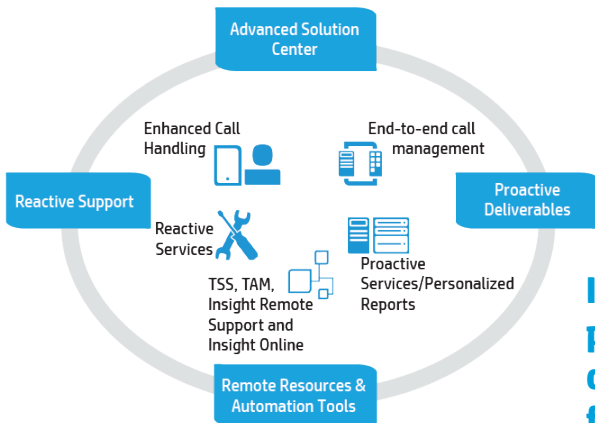 Advanced Solution
Center
Enhanced Call
Handling
End-to-end call
management
Reactive Support
Proactive
Deliverables
Reactive
Services
TSS, TAM,
Insight Remote
Support and
Insight Online
Proactive
Services/Personalized
Reports
Remote Resources &
Automation Tools